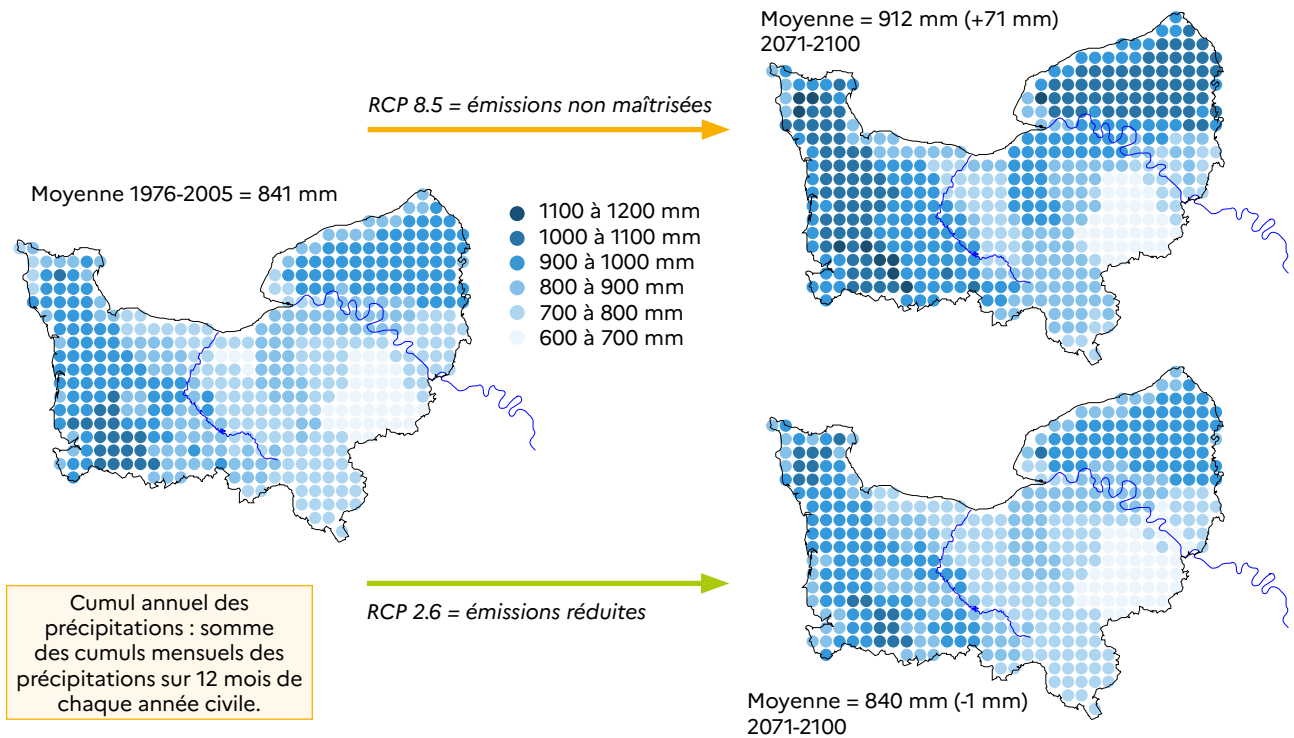 Moyenne = 912 mm (+71 mm)
2071-2100
RCP 8.5 = émissions non maîtrisées
Moyenne 1976-2005 = 841 mm
1100 à 1200 mm
1000 à 1100 mm
900 à 1000 mm
800 à 900 mm
700 à 800 mm
600 à 700 mm
RCP 2.6 = émissions réduites
Cumul annuel des
précipitations : somme
des cumuls mensuels des
précipitations sur 12 mois de
chaque année civile.
Moyenne = 840 mm (-1 mm)
2071-2100